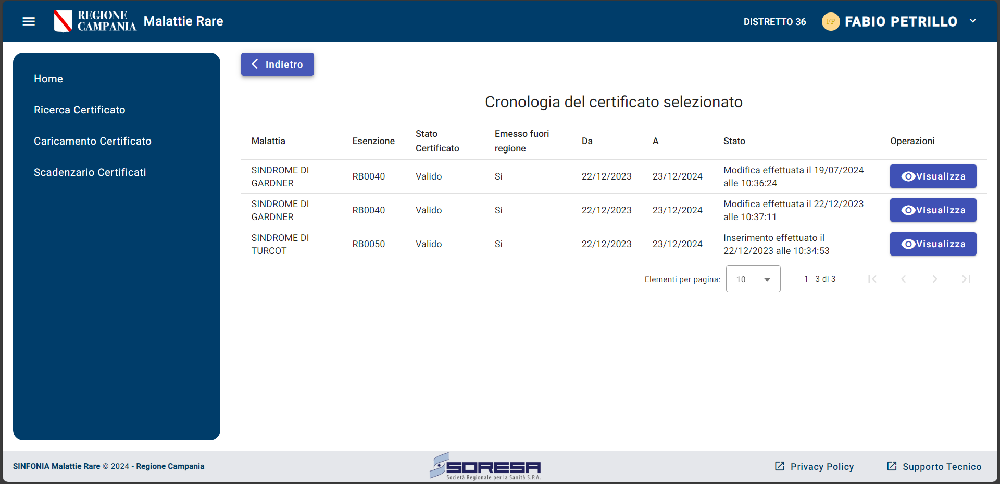 REGIONE
CAMPANIA
Malattie Rare
DISTRETTO 36
FP
FABIO PETRILLO
Home
Ricerca Certificato
Caricamento Certificato
Scadenzario Certificati
Indietro
Cronologia del certificato selezionato
Malattia Esenzione Stato Certificato Emesso fuori regione Da A Stato Operazioni
SINDROME DI GARDNER RB0040 Valido Si 22/12/2023 23/12/2024 Modifica effettuata il 19/07/2024 alle 10:36:24 Visualizza
SINDROME DI GARDNER RB0040 Valido Si 22/12/2023 23/12/2024 Modifica effettuata il 22/12/2023 alle 10:37:11 Visualizza
SINDROME DI TURCOT RB0050 Valido Si 22/12/2023 23/12/2024 Inserimento effettuato il 22/12/2023 alle 10:34:53 Visualizza
Elementi per pagina: 10 1 - 3 di 3
SINFONIA Malattie Rare © 2024 - Regione Campania
SORESA
Società Regionale per la Sanità S.P.A.
Privacy Policy
Supporto Tecnico